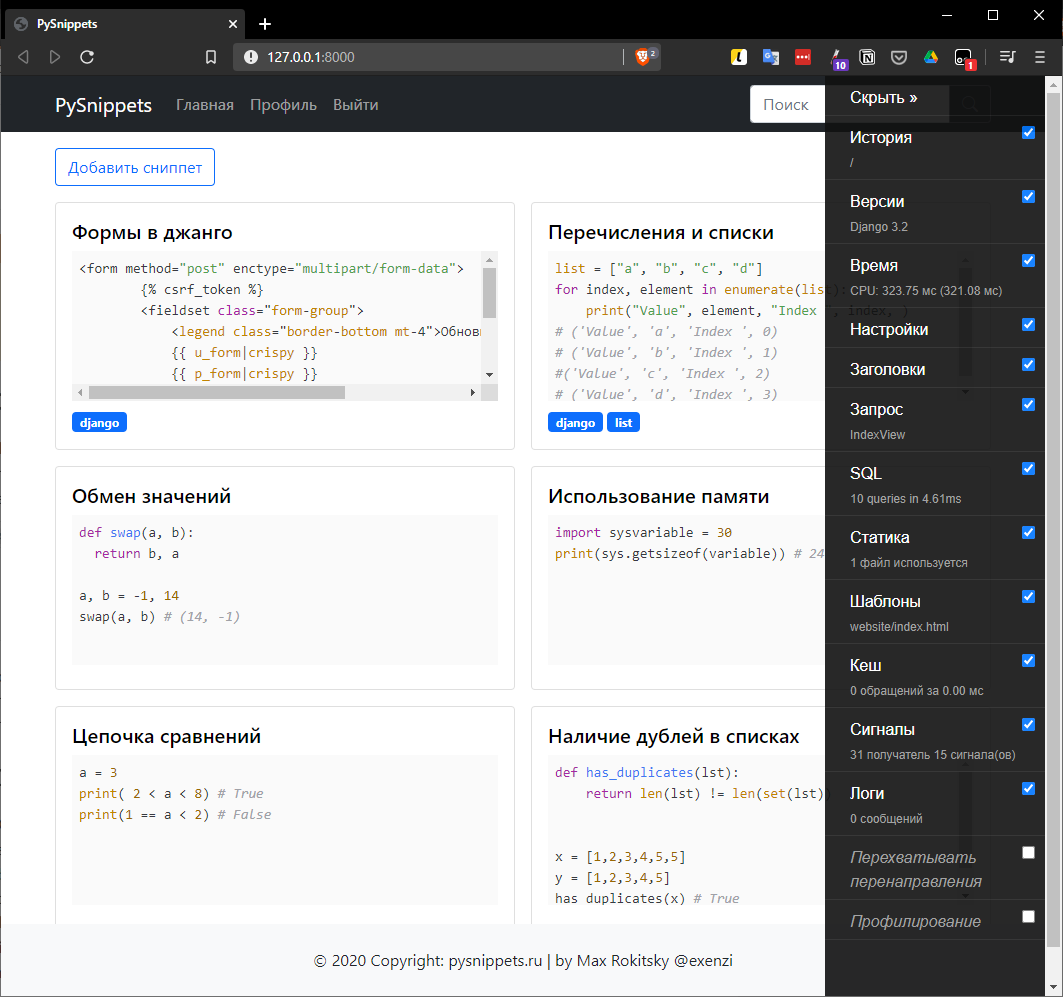 PySnippets
127.0.0.1:8000
2
10
1
PySnippets Главная Профиль Выйти Поиск
Добавить сниппет
Формы в джанго
<form method="post" enctype="multipart/form-data">
{% csrf_token %}
<fieldset class="form-group">
<legend class="border-bottom mt-4">Обнов
{{ u_form|crispy }}
{{ p_form|crispy }}
django
Перечисления и списки
list = ["a", "b", "c", "d"]
for index, element in enumerate(list):
print("Value", element, "Index ", index, )
# ('Value', 'a', 'Index ', 0)
# ('Value', 'b', 'Index ', 1)
#('Value', 'c', 'Index ', 2)
# ('Value', 'd', 'Index ', 3)
django list
Обмен значений
def swap(a, b):
return b, a
a, b = -1, 14
swap(a, b) # (14, -1)
Использование памяти
import sysvariable = 30
print(sys.getsizeof(variable)) # 24
Цепочка сравнений
a = 3
print( 2 < a < 8) # True
print(1 == a < 2) # False
Наличие дублей в списках
def has_duplicates(lst):
return len(lst) != len(set(lst))
x = [1,2,3,4,5,5]
y = [1,2,3,4,5]
has_duplicates(x) # True
© 2020 Copyright: pysnippets.ru | by Max Rokitsky @exenzi
Скрыть »
История
/
Версии
Django 3.2
Время
CPU: 323.75 мс (321.08 мс)
Настройки
Заголовки
Запрос
IndexView
SQL
10 queries in 4.61ms
Статика
1 файл используется
Шаблоны
website/index.html
Кеш
0 обращений за 0.00 мс
Сигналы
31 получатель 15 сигнала(ов)
Логи
0 сообщений
Перехватывать
перенаправления
Профилирование